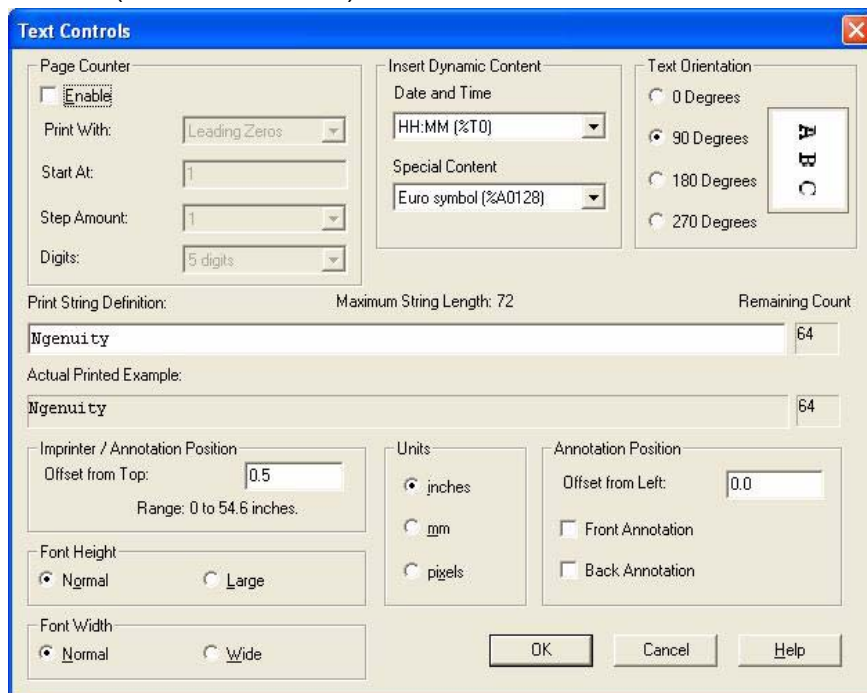 Text Controls
Page Counter
Enable
Print With: Leading Zeros
Start At: 1
Step Amount: 1
Digits: 5 digits
Insert Dynamic Content
Date and Time
HH:MM (%T0)
Special Content
Euro symbol (%A0128)
Text Orientation
0 Degrees
90 Degrees
180 Degrees
270 Degrees
A B C
Print String Definition: Maximum String Length: 72 Remaining Count
Ngenuity 64
Actual Printed Example:
Ngenuity 64
Imprinter / Annotation Position
Offset from Top: 0.5
Range: 0 to 54.6 inches.
Units
inches
mm
pixels
Annotation Position
Offset from Left: 0.0
Front Annotation
Back Annotation
Font Height
Normal Large
Font Width
Normal Wide
OK Cancel Help